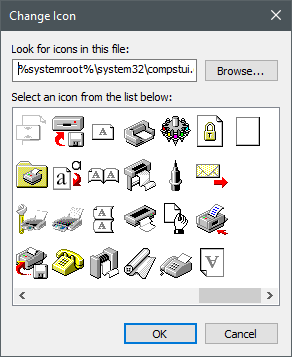 Change Icon
Look for icons in this file:
%systemroot%\system32\compstui.
Browse...
Select an icon from the list below:
OK
Cancel